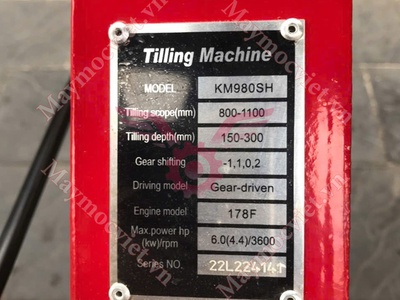 Tilling Machine
MODEL KM980SH
Tilling scope(mm) 800-1100
Tilling depth(mm) 150-300
Gear shifting -1,1,0,2
Driving model Gear-driven
Engine model 178F
Max.power hp
(kw)/rpm 6.0(4.4)/3600
Series NO. 22L224141
Maymocviet.vn